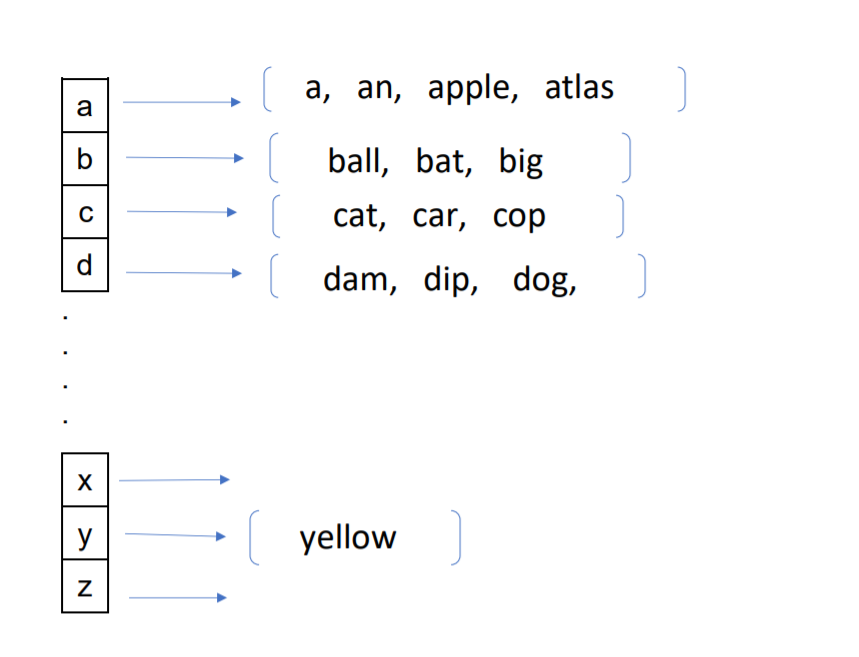 a a, an, apple, atlas
b ball, bat, big
c cat, car, cop
d dam, dip, dog,
.
.
.
.
x
y yellow
z